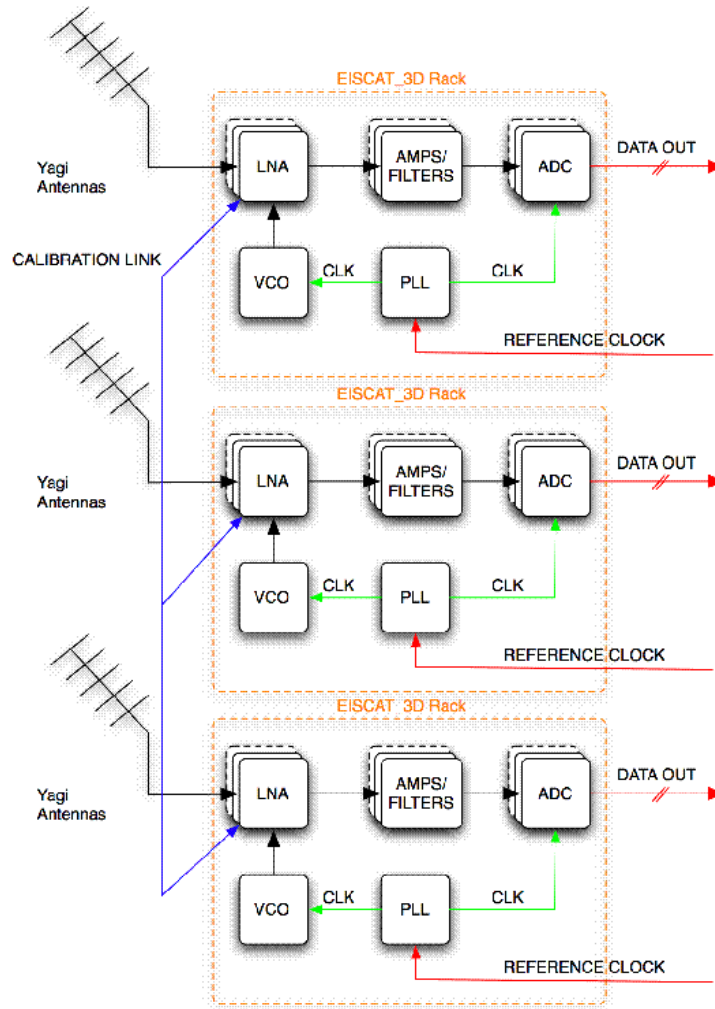 EISCAT_3D Rack
LNA
AMPS/
FILTERS
ADC
DATA OUT
Yagi
Antennas
CALIBRATION LINK
VCO
CLK
PLL
CLK
REFERENCE CLOCK
EISCAT_3D Rack
LNA
AMPS/
FILTERS
ADC
DATA OUT
Yagi
Antennas
VCO
CLK
PLL
CLK
REFERENCE CLOCK
EISCAT_3D Rack
LNA
AMPS/
FILTERS
ADC
DATA OUT
Yagi
Antennas
VCO
CLK
PLL
CLK
REFERENCE CLOCK